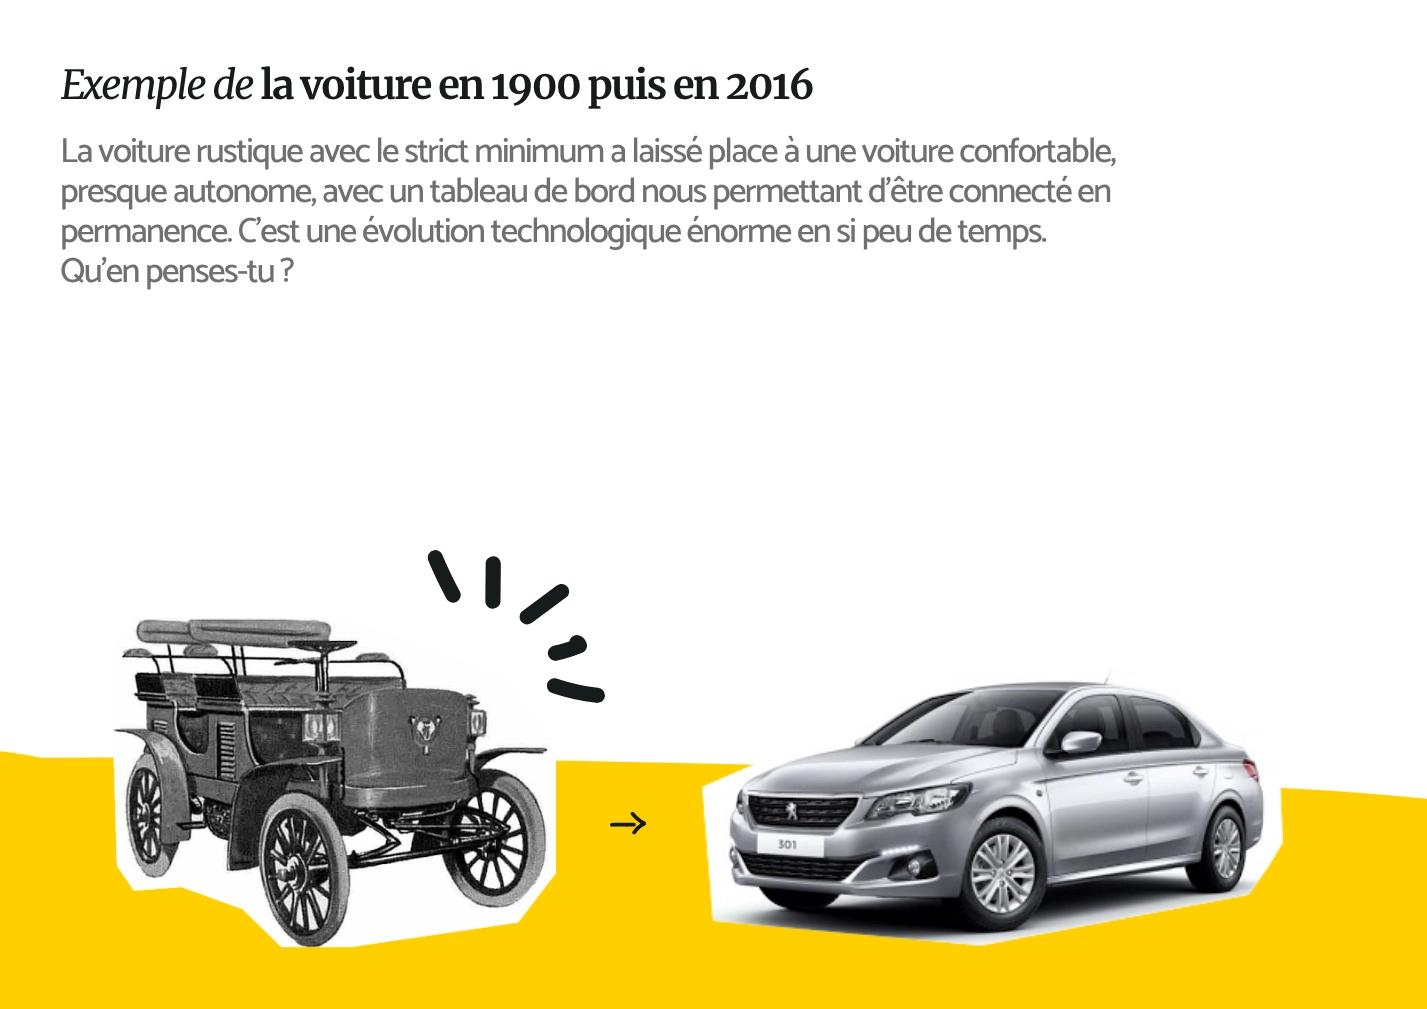 Exemple de la voiture en 1900 puis en 2016
La voiture rustique avec le strict minimum a laissé place à une voiture confortable,
presque autonome, avec un tableau de bord nous permettant d’être connecté en
permanence. C’est une évolution technologique énorme en si peu de temps.
Qu’en penses-tu ?
301